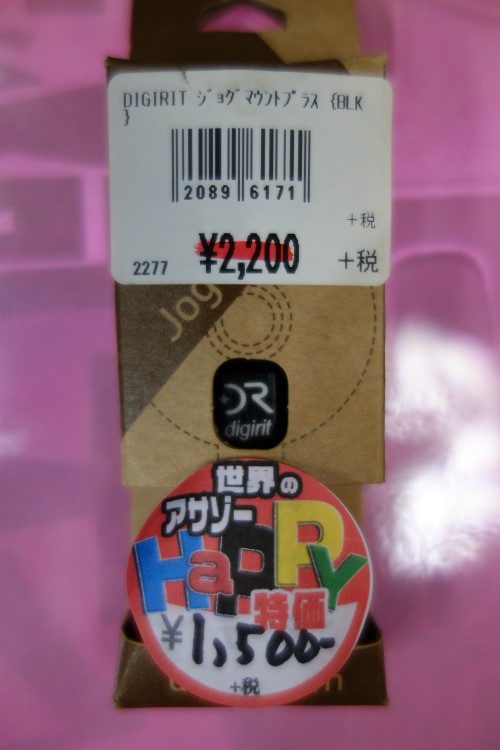 DIGIRIT ｼﾞｮｸﾞﾏｳﾝﾄﾌﾟﾗｽ {BLK
}
2089 6171
+税
2277 ¥2,200 +税
Jog
DR
digirit
世界の
アサゾー
HAPPY
特価
¥1,500-
+税